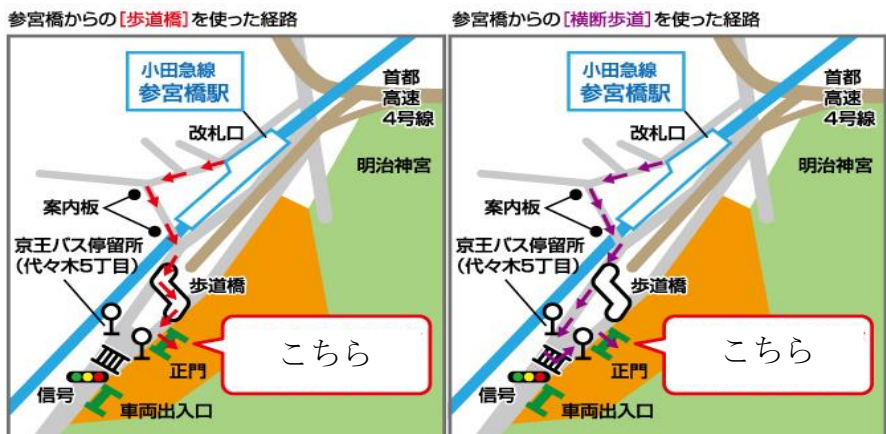 参宮橋からの[歩道橋]を使った経路
小田急線
参宮橋駅
首都
高速
4号線
改札口
明治神宮
案内板
京王バス停留所
(代々木5丁目)
歩道橋
こちら
正門
信号
車両出入口
参宮橋からの[横断歩道]を使った経路
小田急線
参宮橋駅
首都
高速
4号線
改札口
明治神宮
案内板
京王バス停留所
(代々木5丁目)
歩道橋
こちら
正門
信号
車両出入口